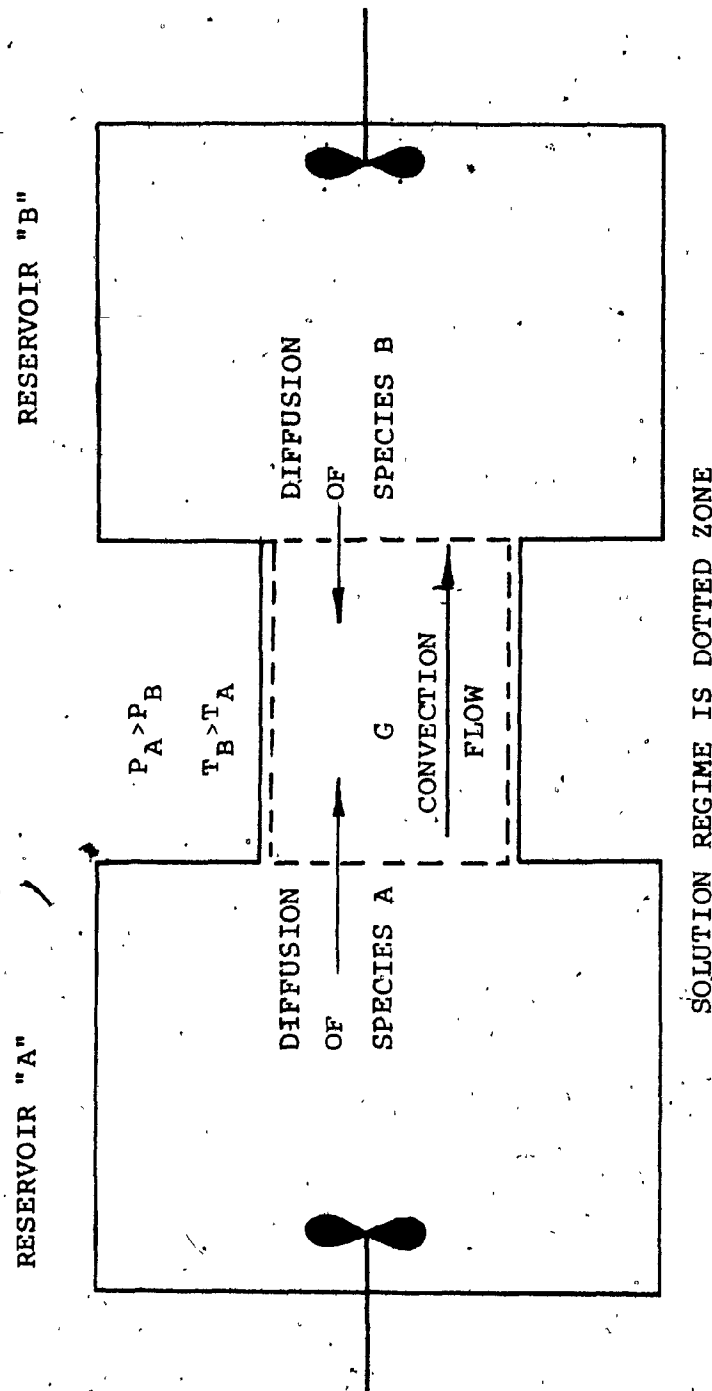 RESERVOIR "A"
RESERVOIR "B"
P_A>P_B
T_B>T_A
DIFFUSION
OF
SPECIES A
DIFFUSION
OF
SPECIES B
G
CONVECTION
FLOW
SOLUTION REGIME IS DOTTED ZONE